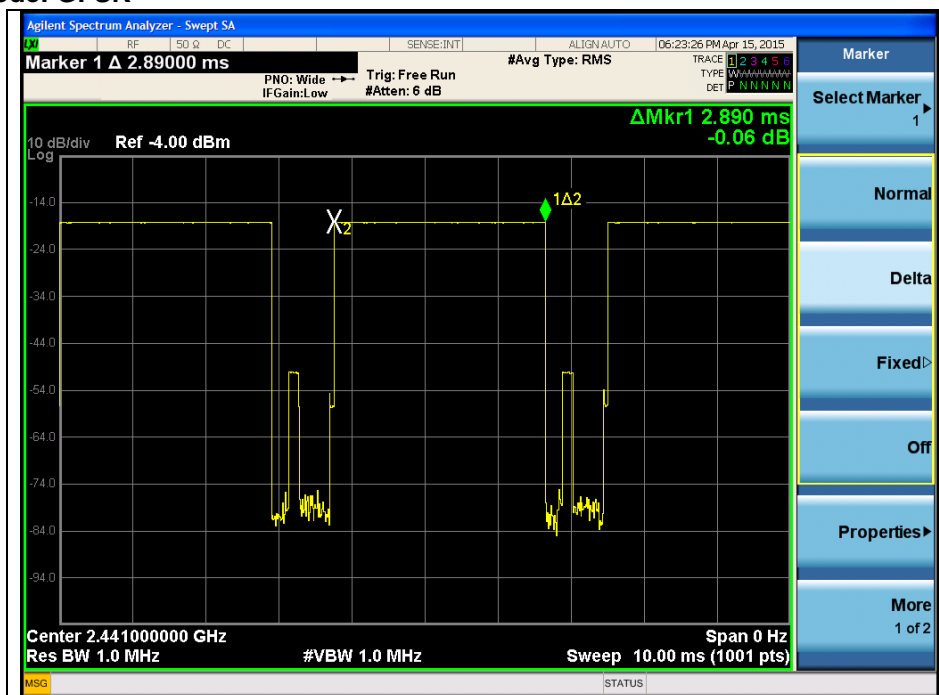 Agilent Spectrum Analyzer - Swept SA
LXI RF 50 Ω DC SENSE:INT ALIGN AUTO 06:23:26 PM Apr 15, 2015
Marker 1 Δ 2.89000 ms
PNO: Wide
IFGain:Low
Trig: Free Run
#Atten: 6 dB
#Avg Type: RMS
TRACE 1 2 3 4 5 6
TYPE WWWWWW
DET P N N N N N
ΔMkr1 2.890 ms
-0.06 dB
10 dB/div Ref -4.00 dBm
Log
-14.0
-24.0
-34.0
-44.0
-54.0
-64.0
-74.0
-84.0
-94.0
X2
1Δ2
Center 2.441000000 GHz Span 0 Hz
Res BW 1.0 MHz #VBW 1.0 MHz Sweep 10.00 ms (1001 pts)
MSG STATUS
Marker
Select Marker
1
Normal
Delta
Fixed
Off
Properties
More
1 of 2